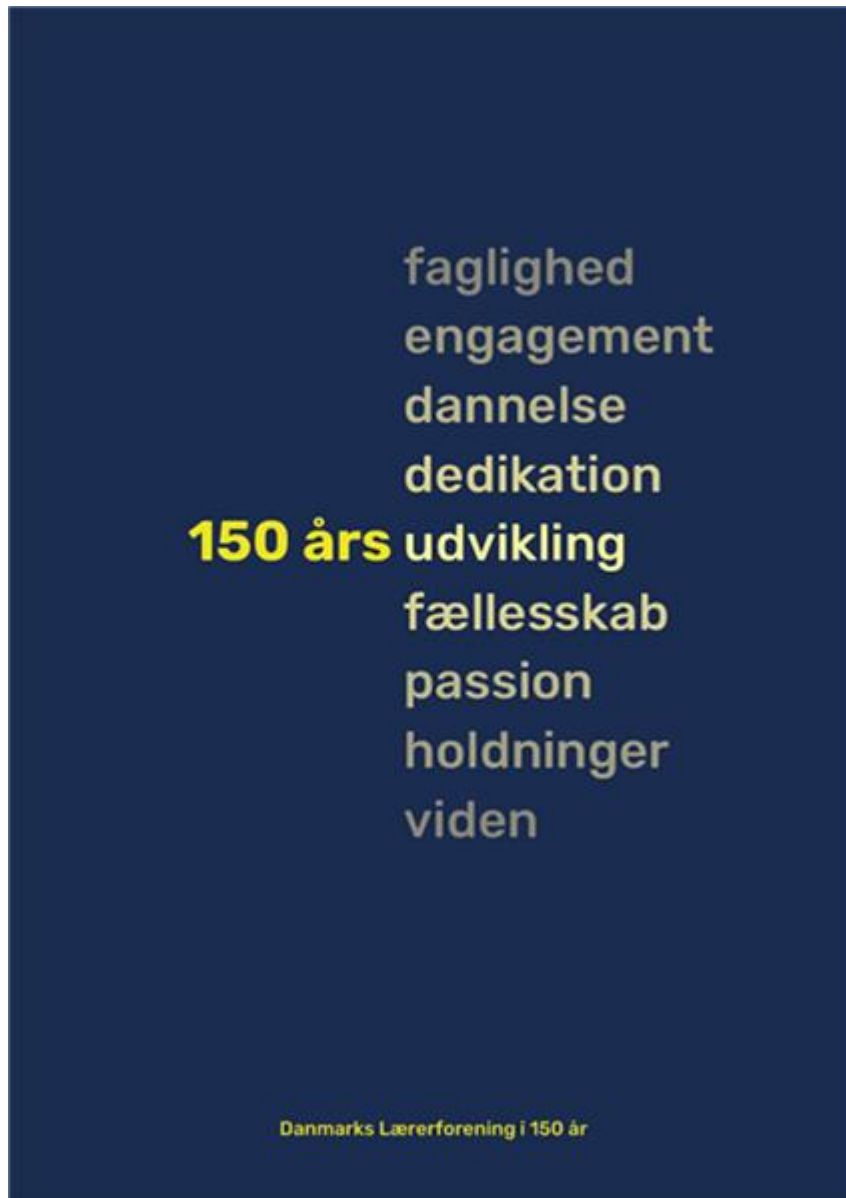 faglighed
engagement
dannelse
dedikation
150 års udvikling
fællesskab
passion
holdninger
viden
Danmarks Lærerforening i 150 år